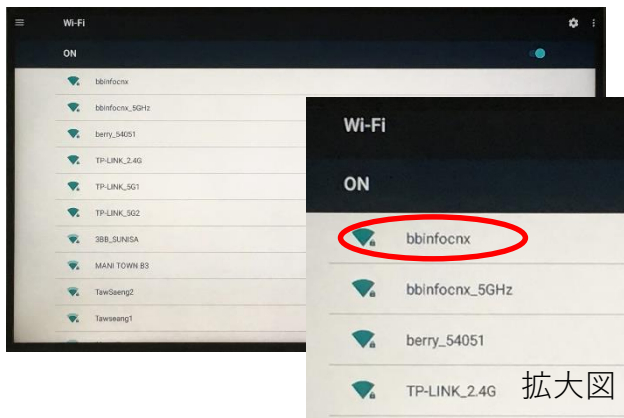 Wi-Fi
ON
bbinfocnx
bbinfocnx_5GHz
berry_54051
TP-LINK_2.4G
TP-LINK_5G1
TP-LINK_5G2
3BB_SUNISA
MANI TOWN B3
TawSaeng2
Tawseang1
Wi-Fi
ON
bbinfocnx
bbinfocnx_5GHz
berry_54051
TP-LINK_2.4G
拡大図